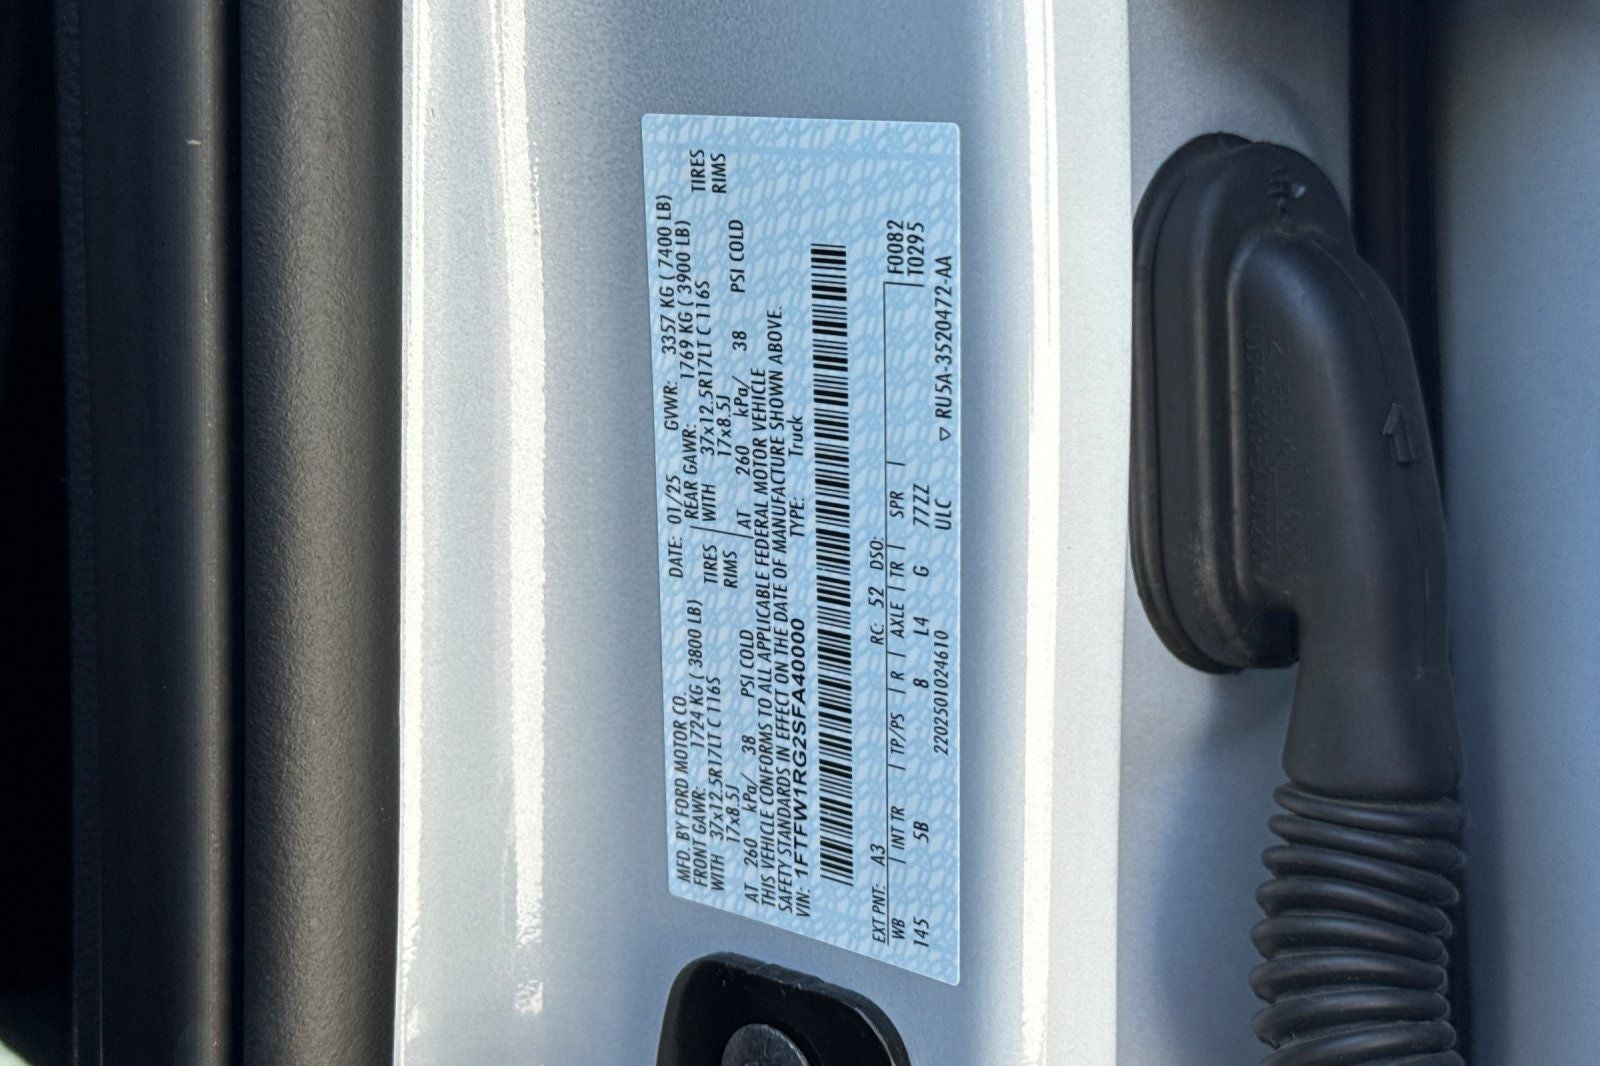 MFD. BY FORD MOTOR CO. DATE: 01/25 GVWR: 3357 KG ( 7400 LB)
FRONT GAWR: 1724 KG ( 3800 LB) REAR GAWR: 1769 KG ( 3900 LB)
WITH 37x12.5R17LT C 116S TIRES WITH 37x12.5R17LT C 116S TIRES
17x8.5J RIMS 17x8.5J RIMS
AT 260 kPa/ 38 PSI COLD AT 260 kPa/ 38 PSI COLD
THIS VEHICLE CONFORMS TO ALL APPLICABLE FEDERAL MOTOR VEHICLE
SAFETY STANDARDS IN EFFECT ON THE DATE OF MANUFACTURE SHOWN ABOVE.
VIN: 1FTFW1RG2SFA40000 TYPE: Truck
EXT PNT: A3 RC: 52 DSO: F0082
WB INT TR TP/PS R AXLE TR SPR T0295
145 5B 8 L4 G 77ZZ
2202501024610 ULC ▽ RU5A-3520472-AA